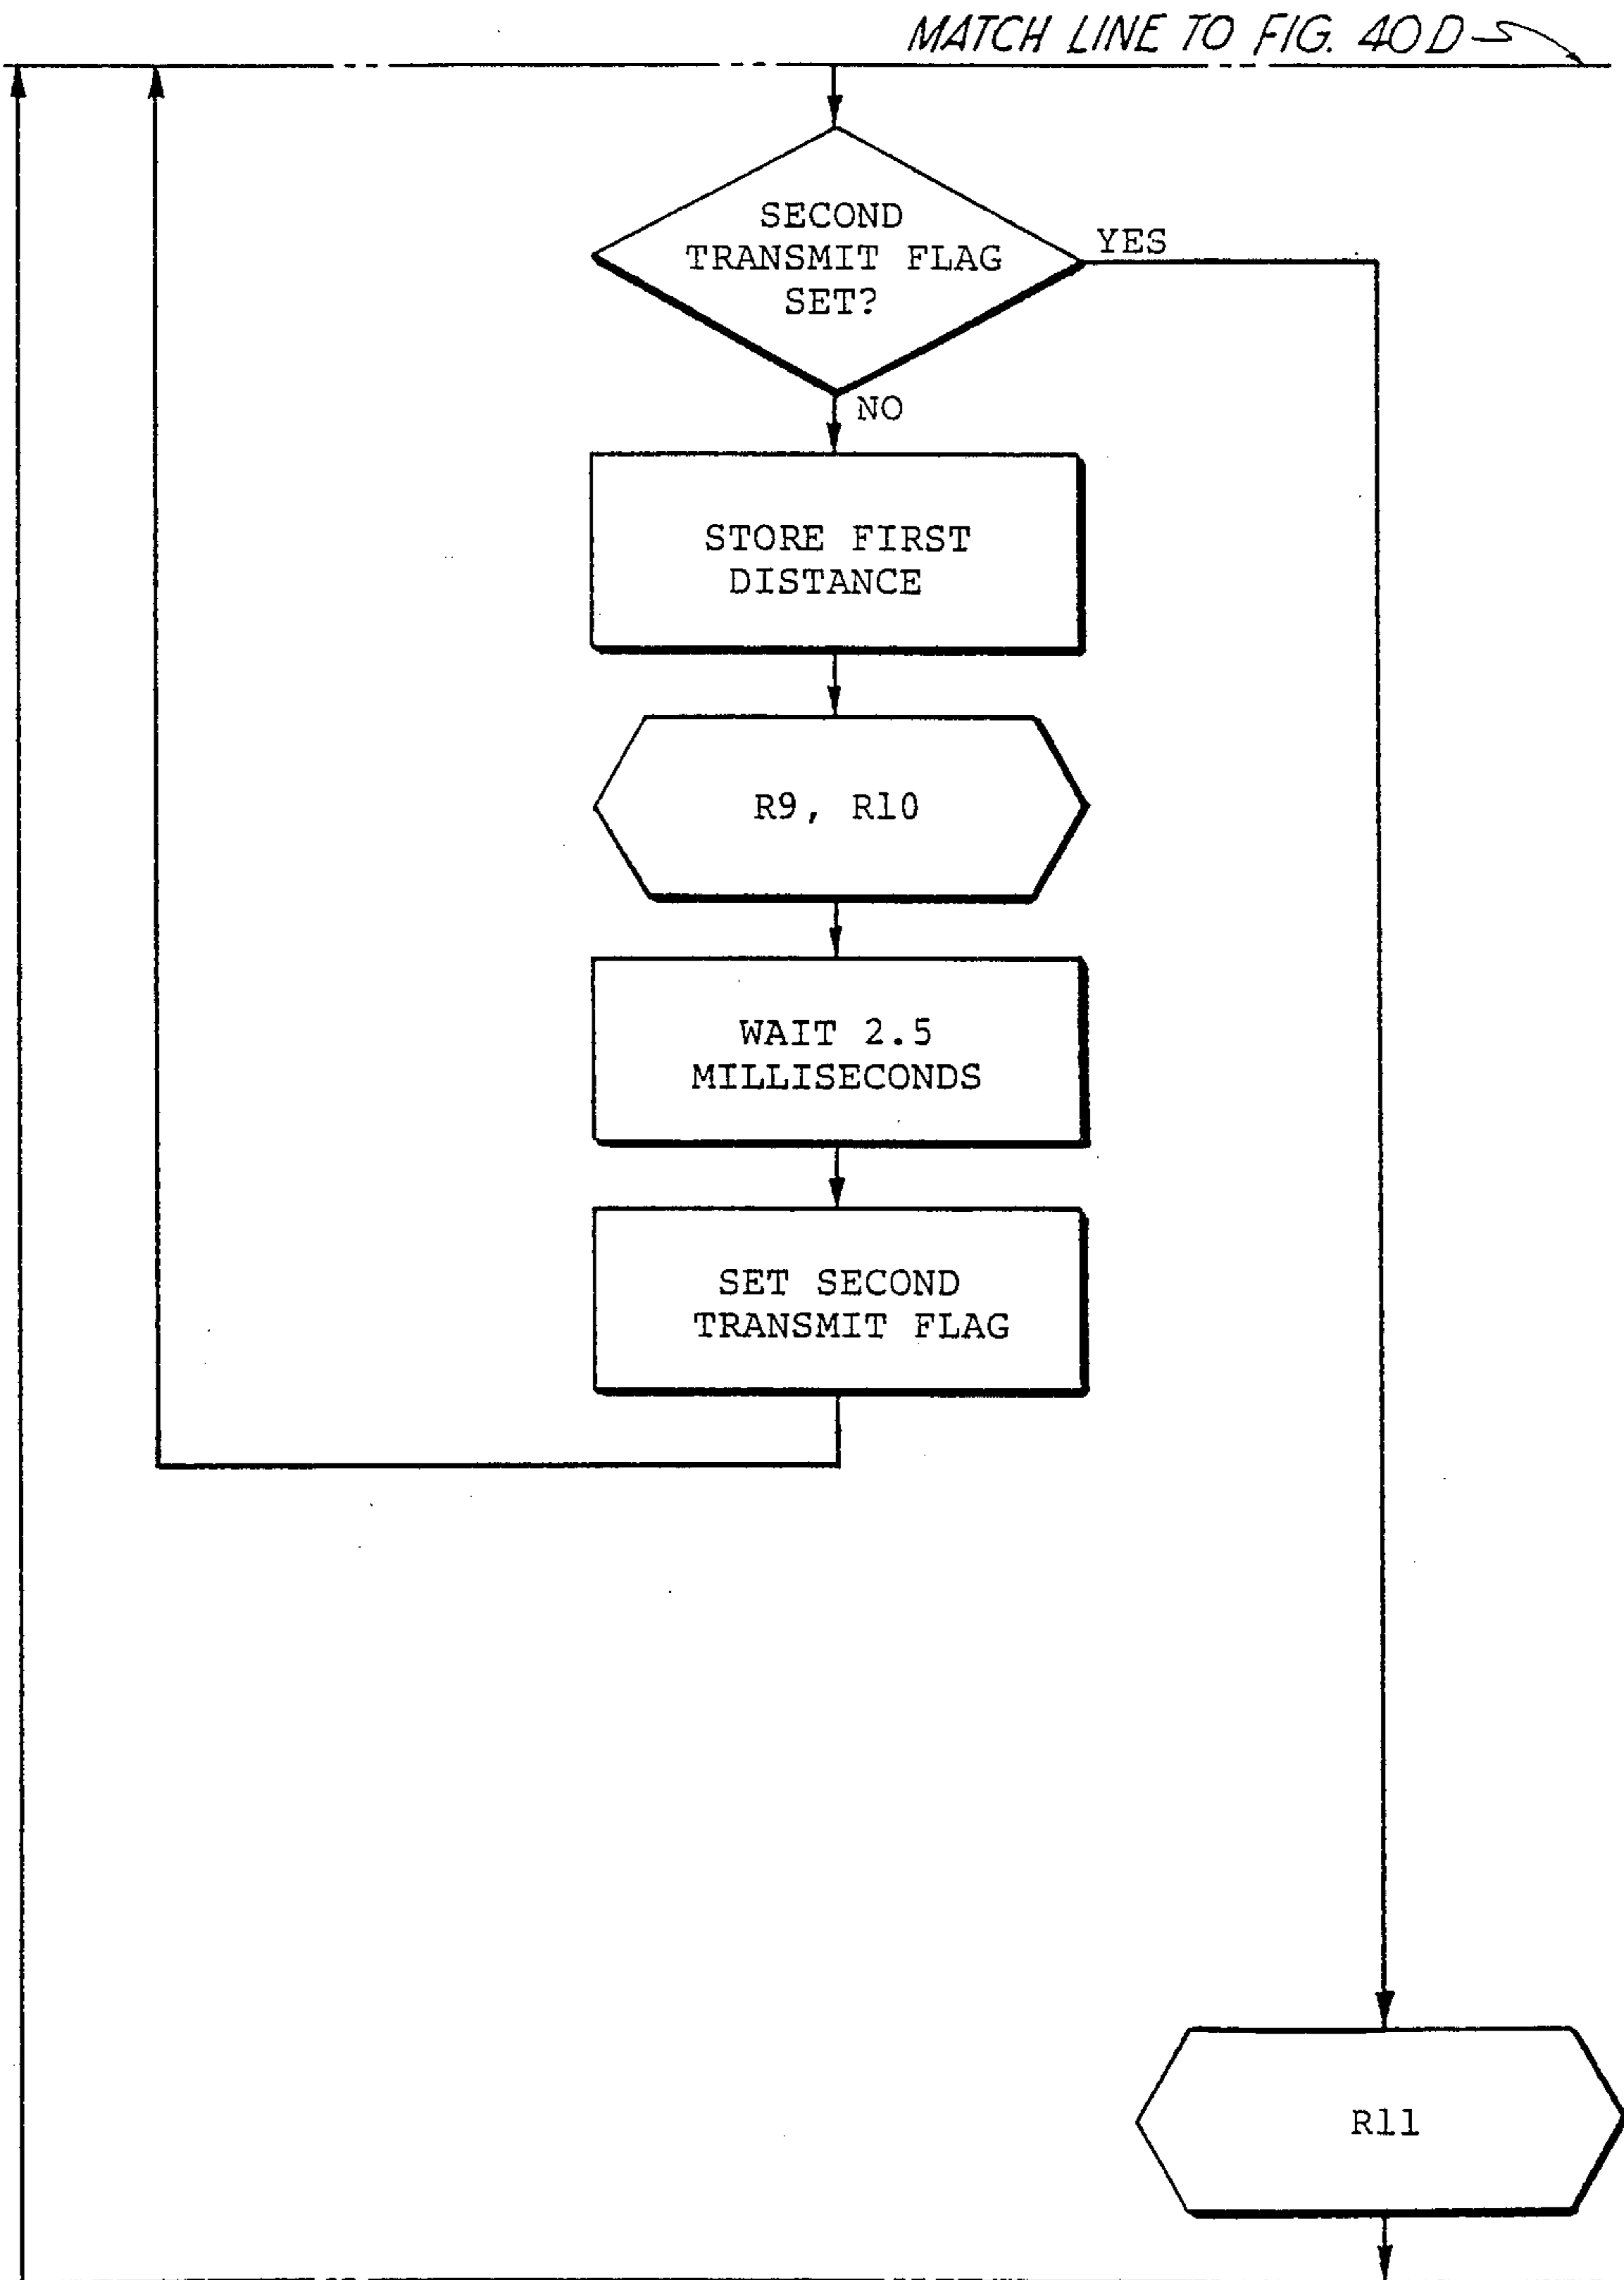 MATCH LINE TO FIG. 40D
SECOND
TRANSMIT FLAG
SET?
YES
NO
STORE FIRST
DISTANCE
R9, R10
WAIT 2.5
MILLISECONDS
SET SECOND
TRANSMIT FLAG
R11